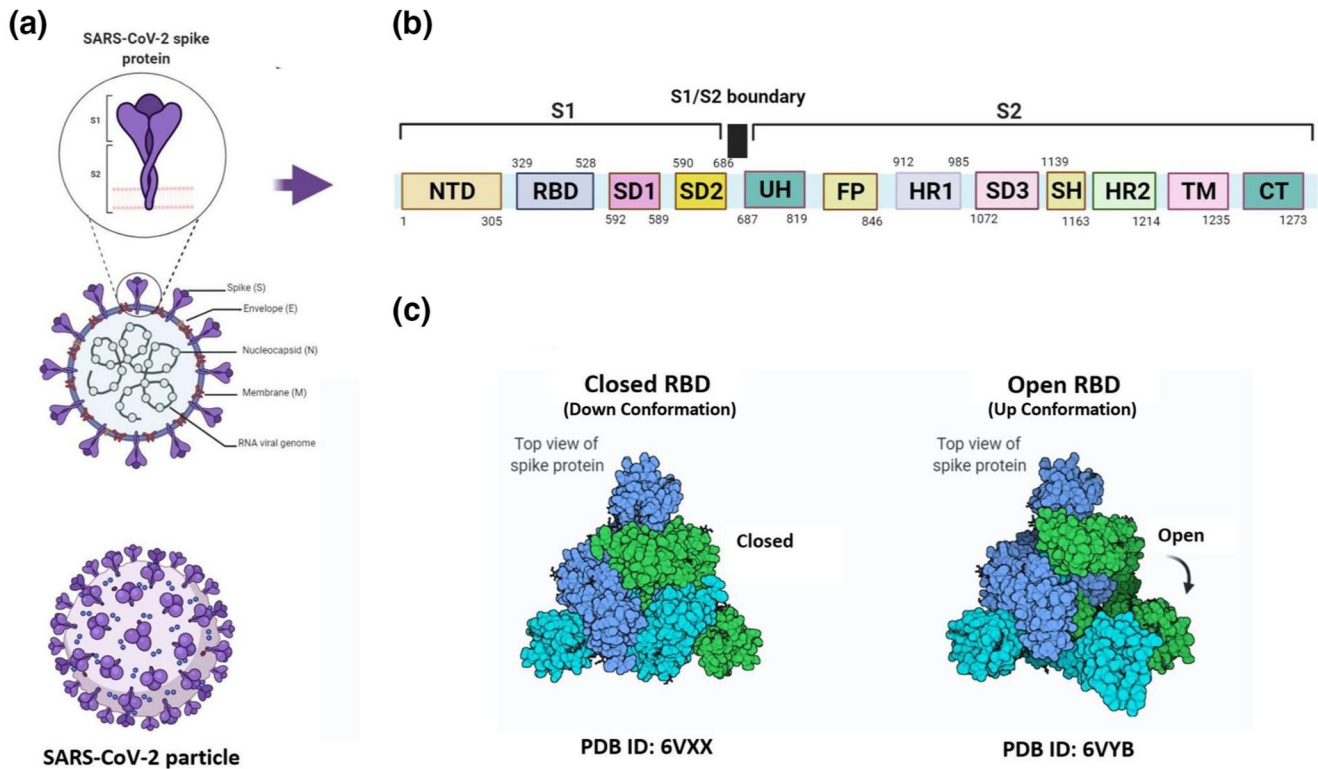 (a)
SARS-CoV-2 spike
protein
S1
S2
Spike (S)
Envelope (E)
Nucleocapsid (N)
Membrane (M)
RNA viral genome
SARS-CoV-2 particle
(b)
S1/S2 boundary
S1
S2
329 528 590 686 912 985 1139
NTD RBD SD1 SD2 UH FP HR1 SD3 SH HR2 TM CT
1 305 592 589 687 819 846 1072 1163 1214 1235 1273
(c)
Closed RBD
(Down Conformation)
Top view of
spike protein
Closed
PDB ID: 6VXX
Open RBD
(Up Conformation)
Top view of
spike protein
Open
PDB ID: 6VYB